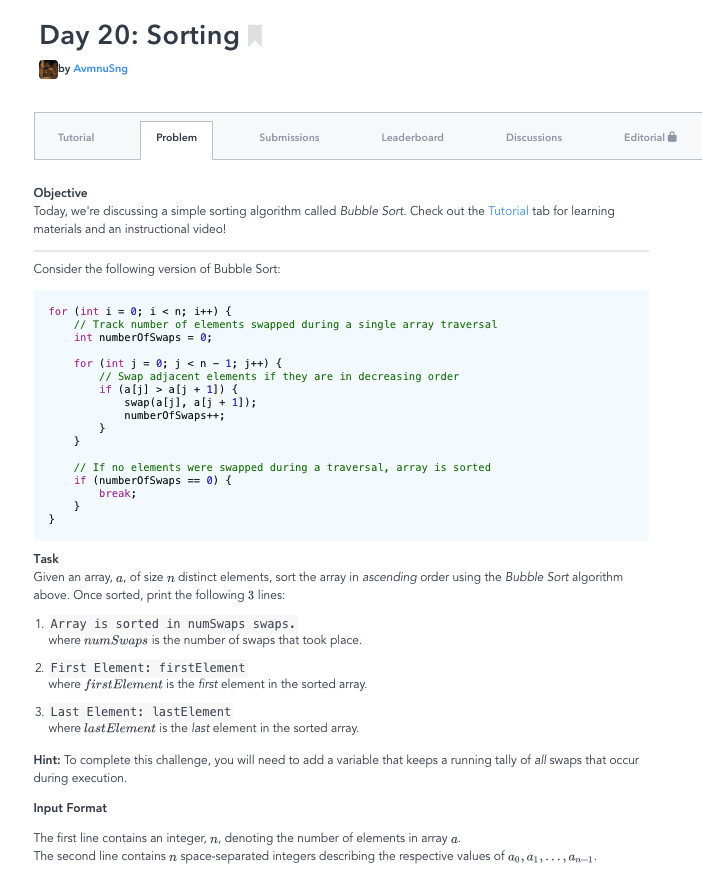 Day 20: Sorting
by AvmnuSng
Tutorial
Problem
Submissions
Leaderboard
Discussions
Editorial
Objective
Today, we're discussing a simple sorting algorithm called Bubble Sort. Check out the Tutorial tab for learning
materials and an instructional video!
Consider the following version of Bubble Sort:
for (int i = 0; i < n; i++) {
    // Track number of elements swapped during a single array traversal
    int numberOfSwaps = 0;

    for (int j = 0; j < n - 1; j++) {
        // Swap adjacent elements if they are in decreasing order
        if (a[j] > a[j + 1]) {
            swap(a[j], a[j + 1]);
            numberOfSwaps++;
        }
    }

    // If no elements were swapped during a traversal, array is sorted
    if (numberOfSwaps == 0) {
        break;
    }
}
Task
Given an array, a, of size n distinct elements, sort the array in ascending order using the Bubble Sort algorithm
above. Once sorted, print the following 3 lines:
1. Array is sorted in numSwaps swaps.
where numSwaps is the number of swaps that took place.
2. First Element: firstElement
where firstElement is the first element in the sorted array.
3. Last Element: lastElement
where lastElement is the last element in the sorted array.
Hint: To complete this challenge, you will need to add a variable that keeps a running tally of all swaps that occur
during execution.
Input Format
The first line contains an integer, n, denoting the number of elements in array a.
The second line contains n space-separated integers describing the respective values of a₀, a₁, . . . , aₙ₋₁.